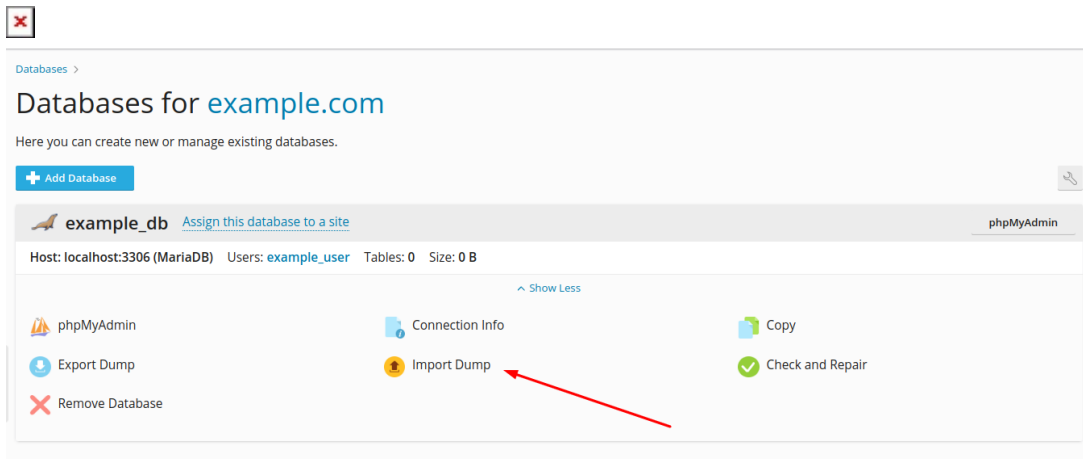 Databases >
Databases for example.com
Here you can create new or manage existing databases.
Add Database
example_db Assign this database to a site phpMyAdmin
Host: localhost:3306 (MariaDB) Users: example_user Tables: 0 Size: 0 B
Show Less
phpMyAdmin Connection Info Copy
Export Dump Import Dump Check and Repair
Remove Database